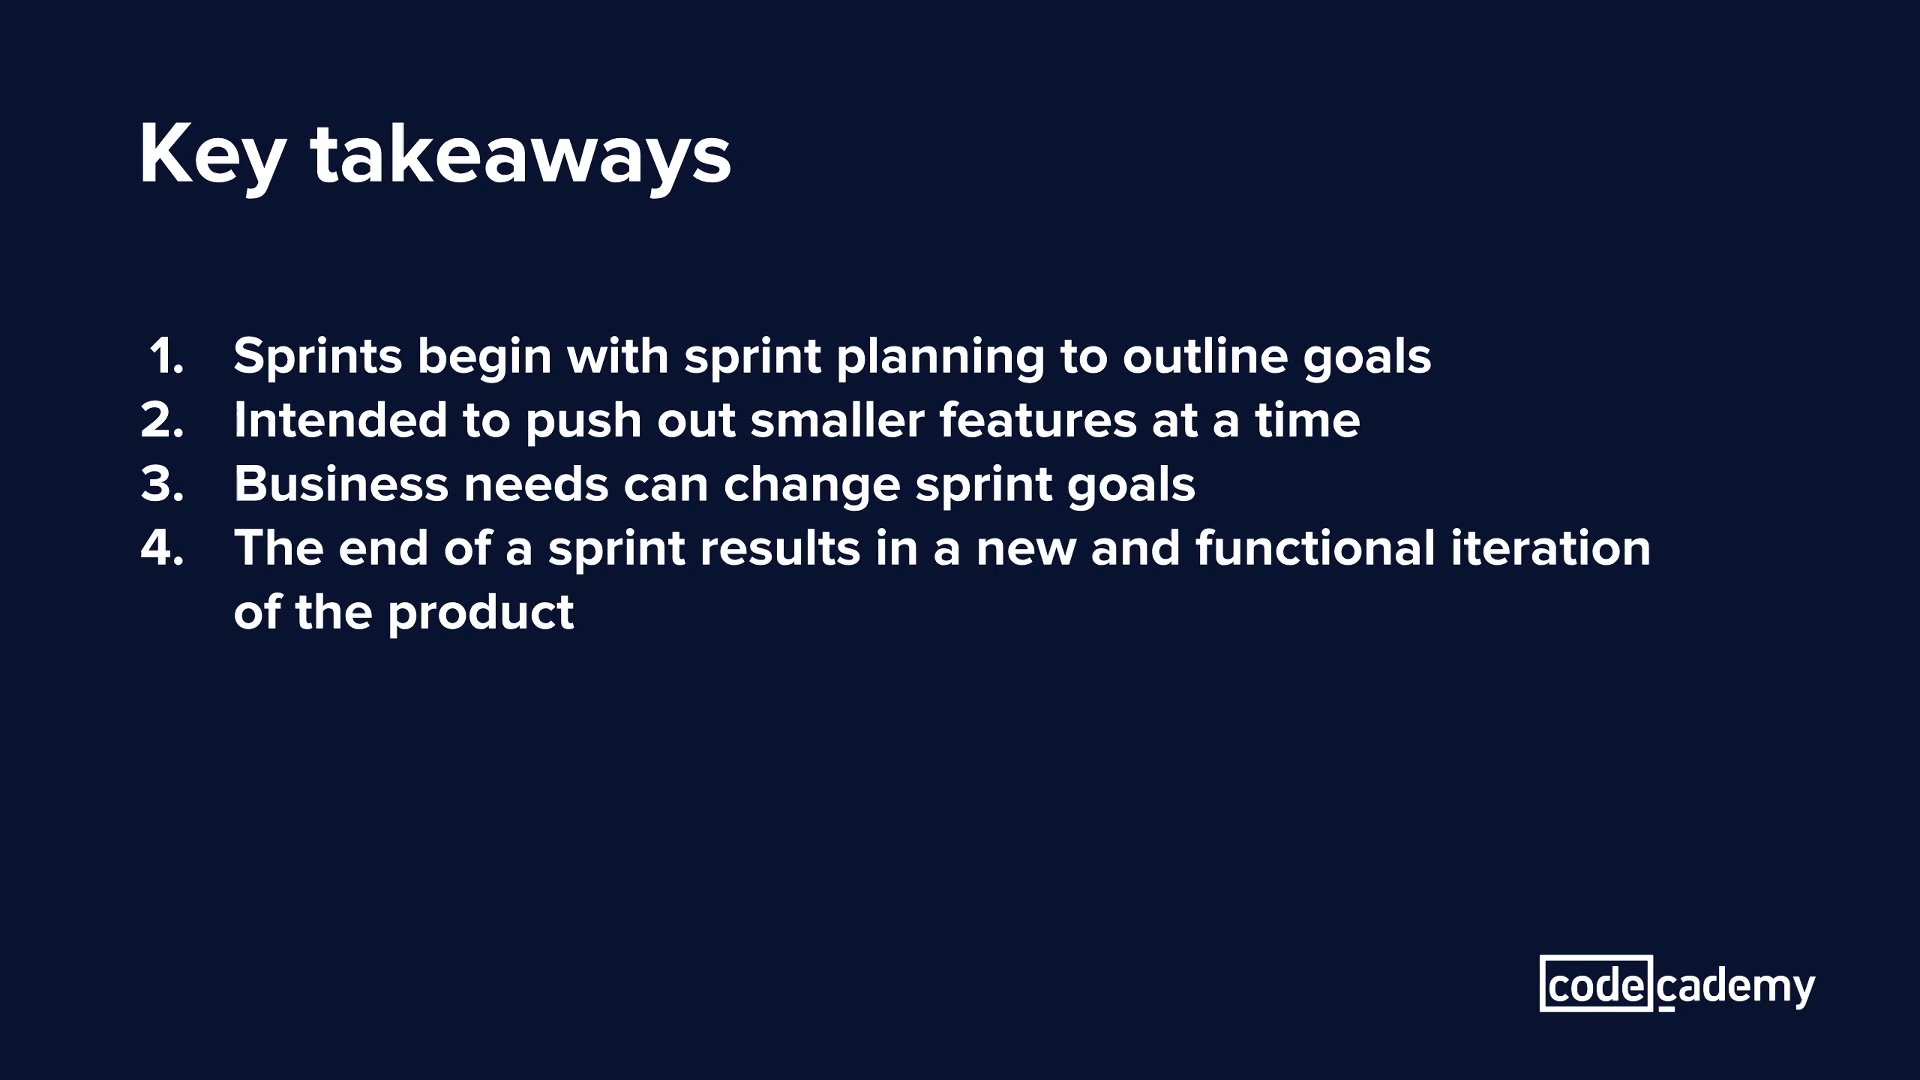 Key takeaways
1. Sprints begin with sprint planning to outline goals
2. Intended to push out smaller features at a time
3. Business needs can change sprint goals
4. The end of a sprint results in a new and functional iteration
of the product
codecademy